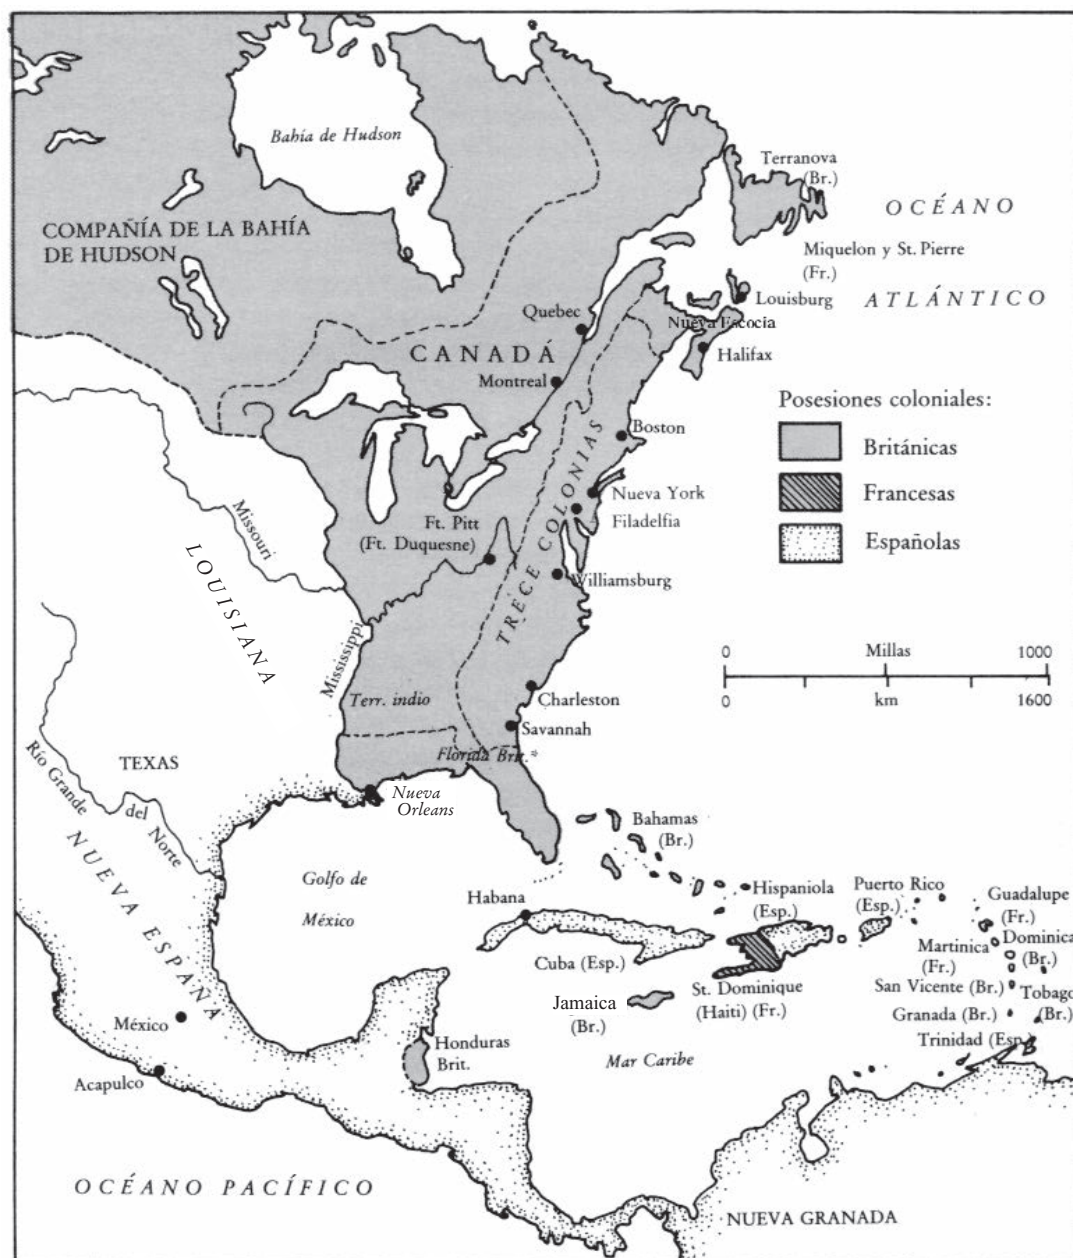 Bahía de Hudson
Terranova
(Br.)
OCÉANO
COMPAÑÍA DE LA BAHÍA
DE HUDSON
Miquelon y St. Pierre
(Fr.)
Louisburg
ATLÁNTICO
Quebec
Nueva Escocia
CANADÁ
Halifax
Montreal
Posesiones coloniales:
Británicas
Francesas
Españolas
Boston
Nueva York
Filadelfia
Ft. Pitt
(Ft. Duquesne)
TRECE COLONIAS
Williamsburg
Missouri
LOUISIANA
Mississippi
0 Millas 1000
0 km 1600
Terr. indio
Charleston
Savannah
Florida Brit.*
TEXAS
Río Grande
del
Norte
Nueva
Orleans
NUEVA ESPAÑA
Golfo de
México
Bahamas
(Br.)
Habana
Hispaniola
(Esp.)
Puerto Rico
(Esp.)
Guadalupe
(Fr.)
Cuba (Esp.)
Martinica
(Fr.)
Dominica
(Br.)
St. Dominique
(Haiti) (Fr.)
Jamaica
(Br.)
San Vicente (Br.)
Tobago
(Br.)
Granada (Br.)
Trinidad (Esp.)
México
Acapulco
Honduras
Brit.
Mar Caribe
OCÉANO PACÍFICO
NUEVA GRANADA